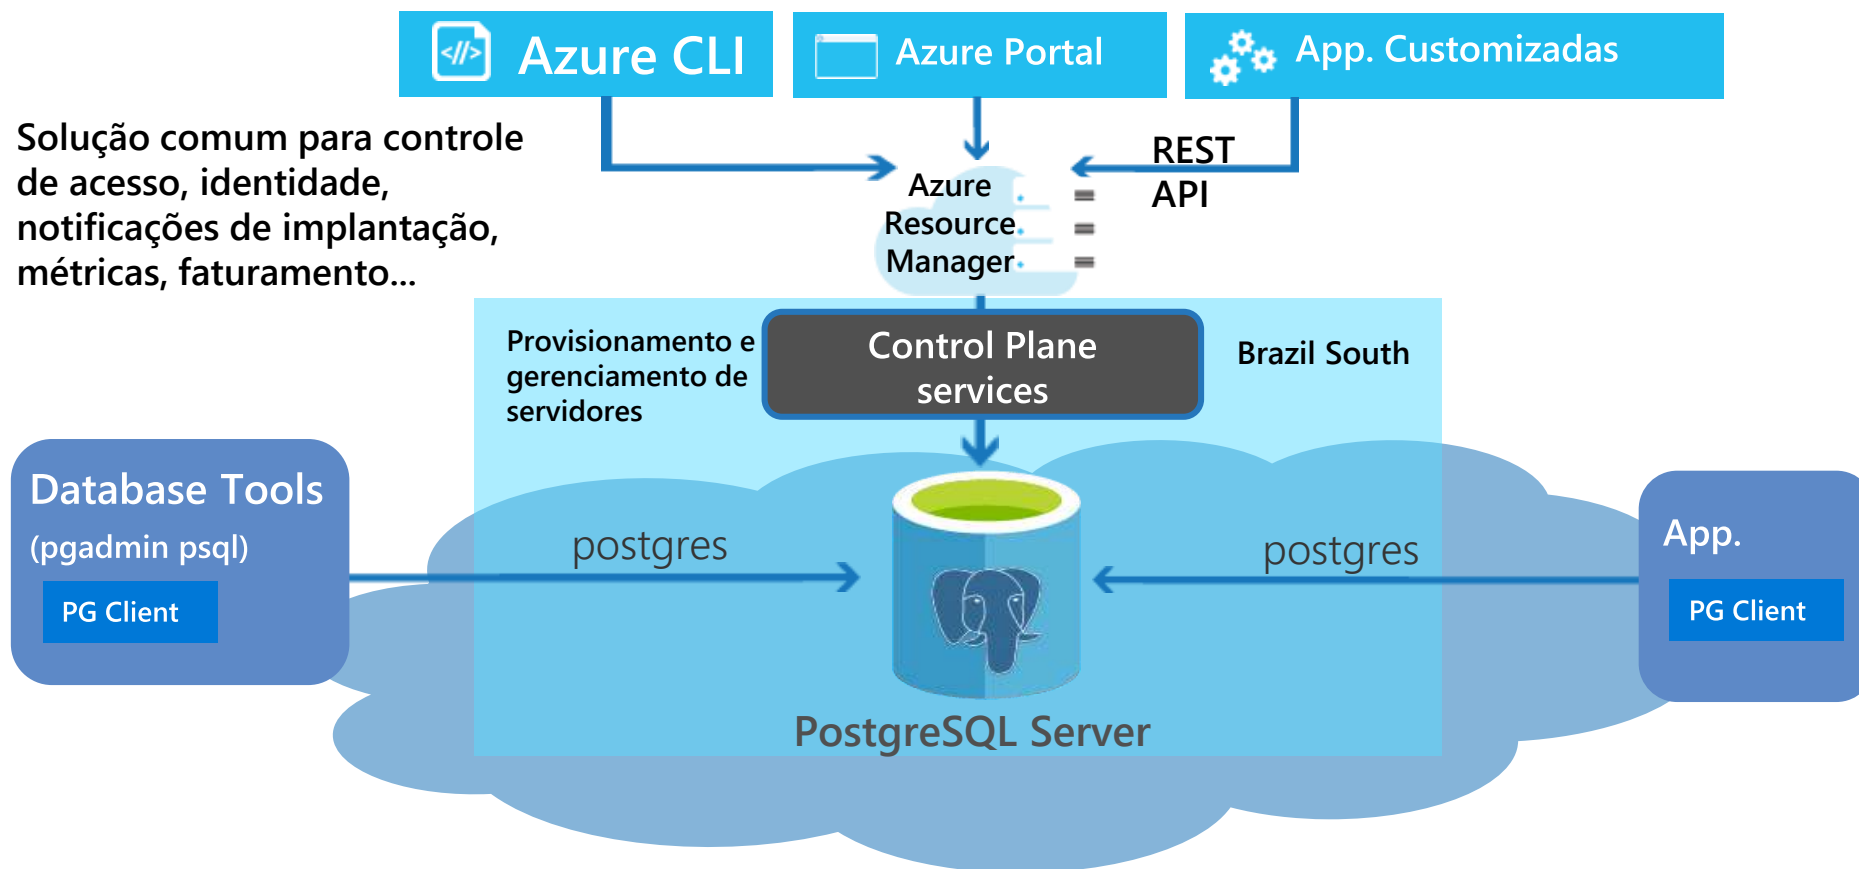 Azure CLI
Azure Portal
App. Customizadas
Solução comum para controle
de acesso, identidade,
notificações de implantação,
métricas, faturamento...
REST
API
Azure
Resource
Manager
Provisionamento e
gerenciamento de
servidores
Control Plane
services
Brazil South
Database Tools
(pgadmin psql)
PG Client
postgres
postgres
App.
PG Client
PostgreSQL Server